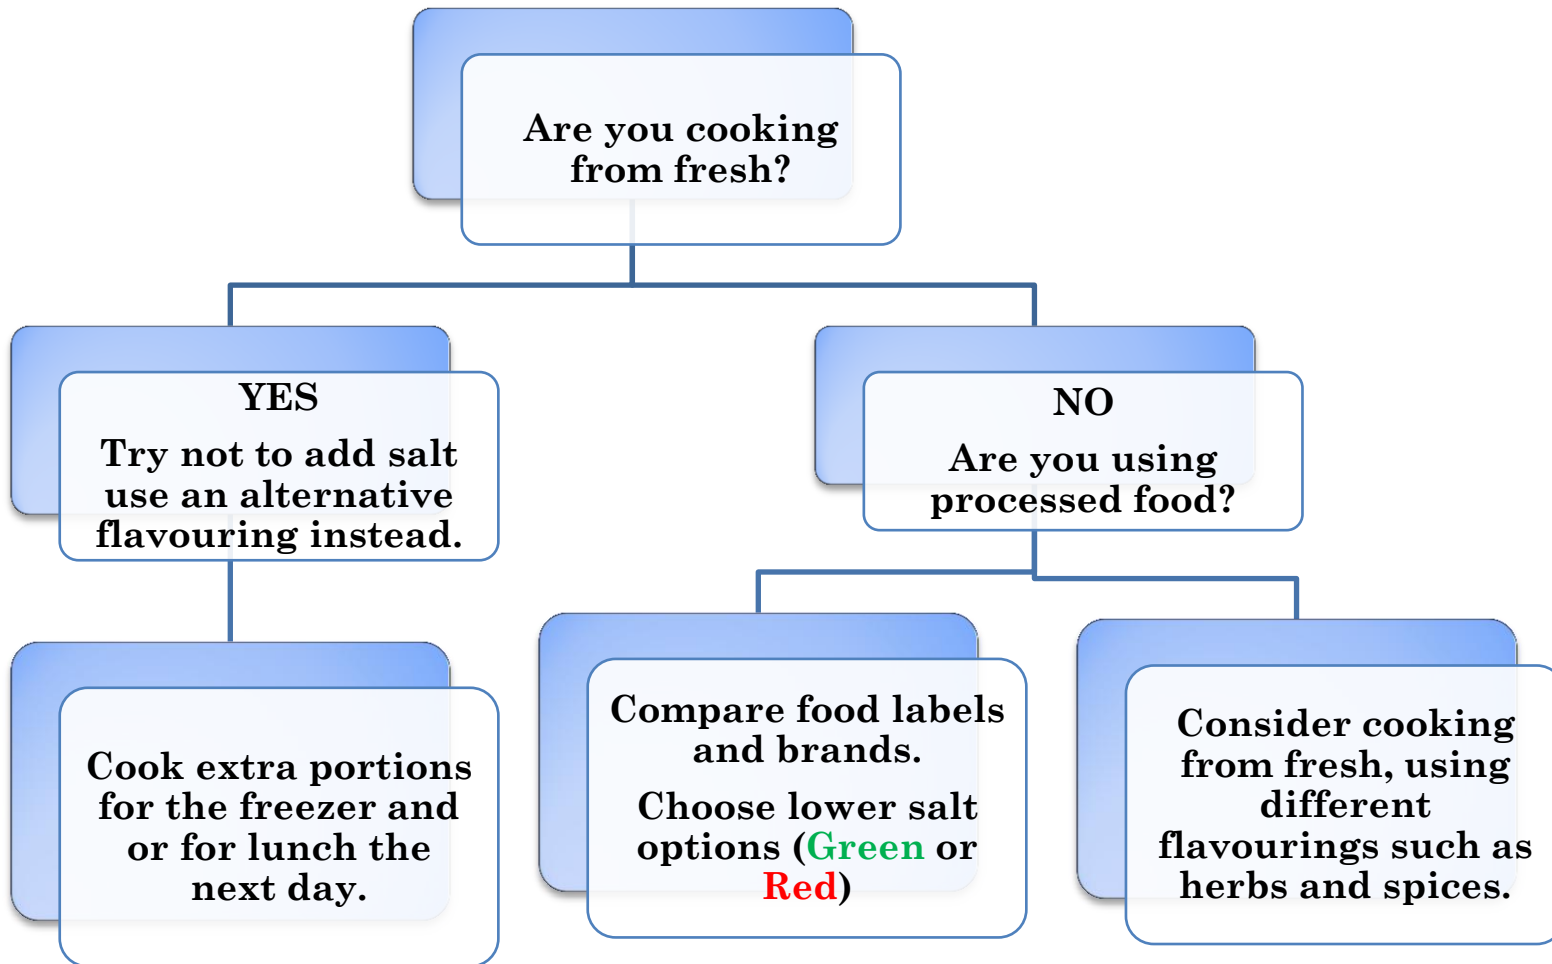 Are you cooking
from fresh?
YES
Try not to add salt
use an alternative
flavouring instead.
NO
Are you using
processed food?
Cook extra portions
for the freezer and
or for lunch the
next day.
Compare food labels
and brands.
Choose lower salt
options (Green or
Red)
Consider cooking
from fresh, using
different
flavourings such as
herbs and spices.